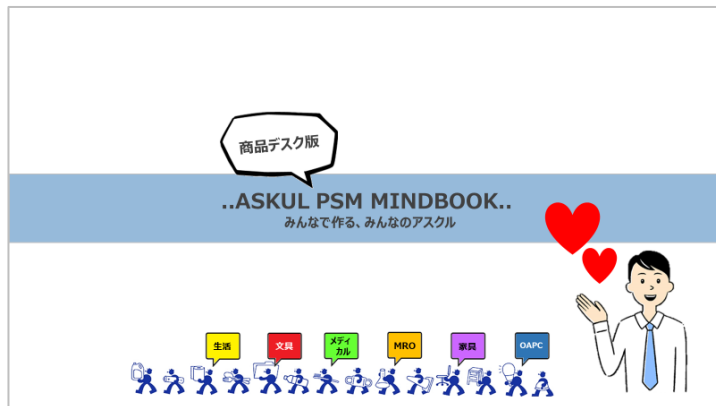 商品デスク版
..ASKUL PSM MINDBOOK..
みんなで作る、みんなのアスクル
生活
文具
メディ
カル
MRO
家具
OAPC